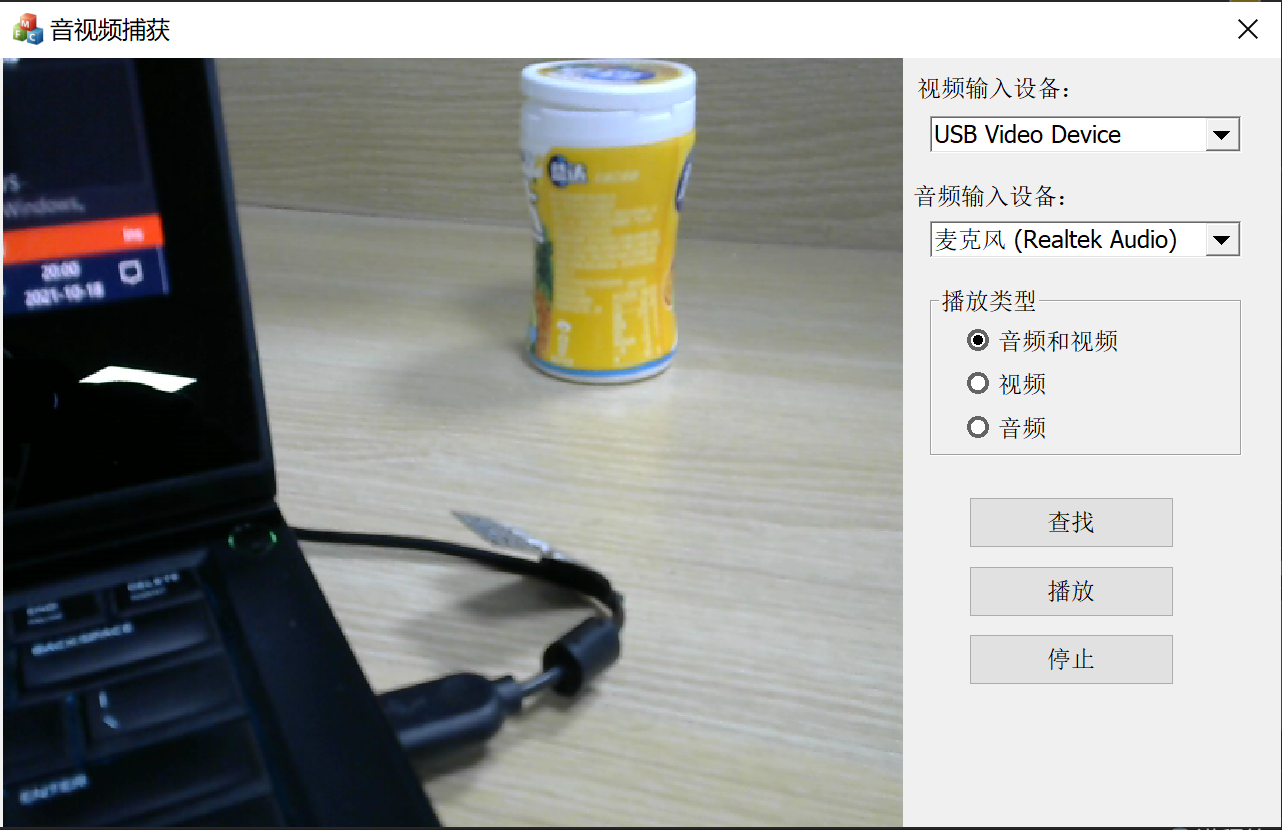 音视频捕获
视频输入设备：
USB Video Device
音频输入设备：
麦克风 (Realtek Audio)
播放类型
音频和视频
视频
音频
查找
播放
停止
Windows,
ins
20:00
2021-10-18
END
DELETE
BACKSPACE
ENTER